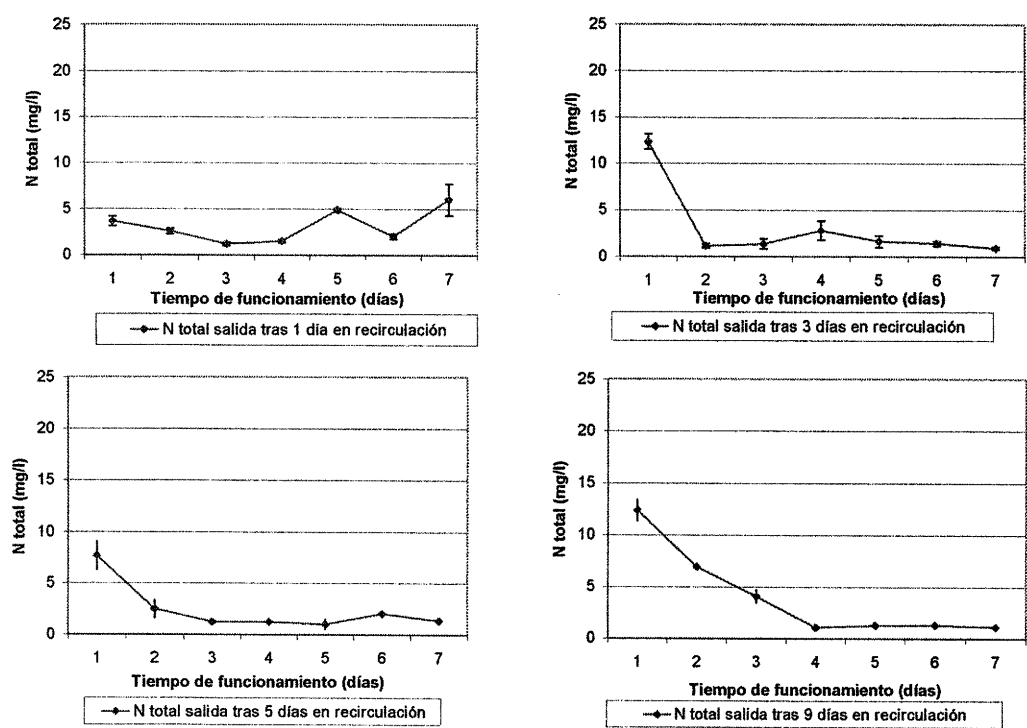 25
20
15
10
5
0
N total (mg/l)
1 2 3 4 5 6 7
Tiempo de funcionamiento (días)
N total salida tras 1 día en recirculación
25
20
15
10
5
0
N total (mg/l)
1 2 3 4 5 6 7
Tiempo de funcionamiento (días)
N total salida tras 3 días en recirculación
25
20
15
10
5
0
N total (mg/l)
1 2 3 4 5 6 7
Tiempo de funcionamiento (días)
N total salida tras 5 días en recirculación
25
20
15
10
5
0
N total (mg/l)
1 2 3 4 5 6 7
Tiempo de funcionamiento (días)
N total salida tras 9 días en recirculación